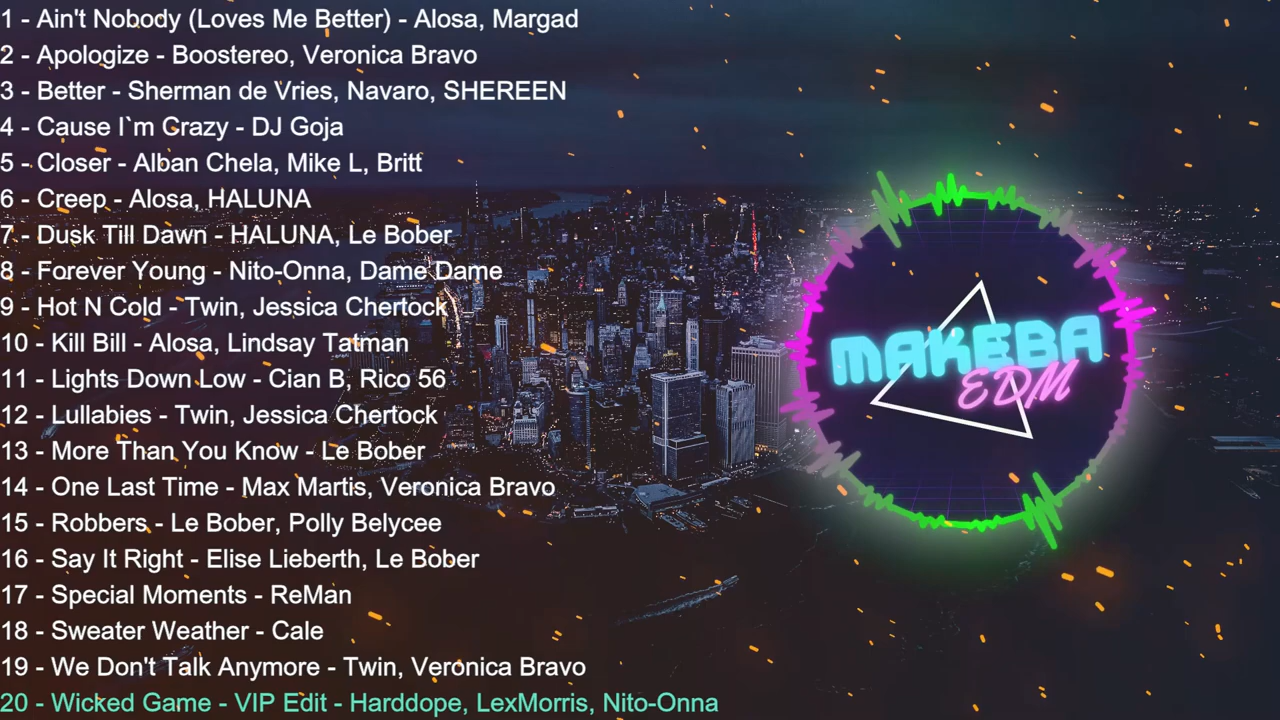 1 - Ain't Nobody (Loves Me Better) - Alosa, Margad
2 - Apologize - Boostereo, Veronica Bravo
3 - Better - Sherman de Vries, Navaro, SHEREEN
4 - Cause I`m Crazy - DJ Goja
5 - Closer - Alban Chela, Mike L, Britt
6 - Creep - Alosa, HALUNA
7 - Dusk Till Dawn - HALUNA, Le Bober
8 - Forever Young - Nito-Onna, Dame Dame
9 - Hot N Cold - Twin, Jessica Chertock
10 - Kill Bill - Alosa, Lindsay Tatman
11 - Lights Down Low - Cian B, Rico 56
12 - Lullabies - Twin, Jessica Chertock
13 - More Than You Know - Le Bober
14 - One Last Time - Max Martis, Veronica Bravo
15 - Robbers - Le Bober, Polly Belycee
16 - Say It Right - Elise Lieberth, Le Bober
17 - Special Moments - ReMan
18 - Sweater Weather - Cale
19 - We Don't Talk Anymore - Twin, Veronica Bravo
20 - Wicked Game - VIP Edit - Harddope, LexMorris, Nito-Onna
MAKEBA
EDM